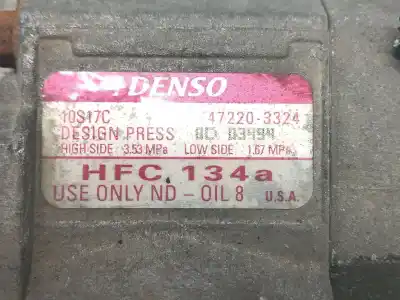 DENSO
10S17C 47220-3324
DESIGN PRESS 03494
HIGH SIDE 3.53 MPa LOW SIDE 1.67 MPa
HFC 134a
USE ONLY ND - OIL 8 U.S.A.